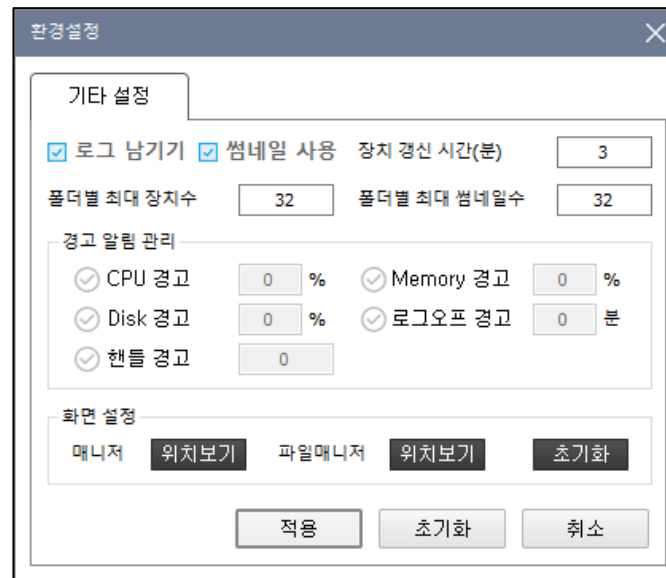 환경설정
기타 설정
로그 남기기 썸네일 사용 장치 갱신 시간(분) 3
폴더별 최대 장치수 32 폴더별 최대 썸네일수 32
경고 알림 관리
CPU 경고 0 % Memory 경고 0 %
Disk 경고 0 % 로그오프 경고 0 분
핸들 경고 0
화면 설정
매니저 위치보기 파일매니저 위치보기 초기화
적용 초기화 취소